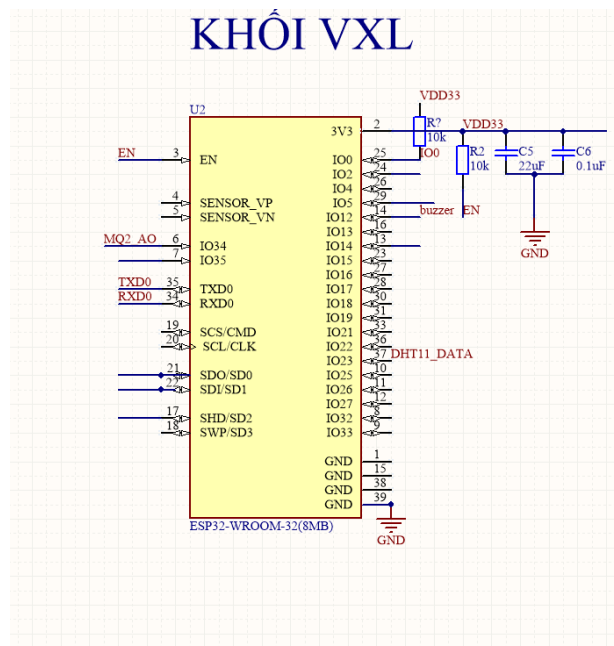 KHỐI VXL
VDD33
U2
3V3 2 R? 10k VDD33
EN 3 EN IO0 25 IO0
IO2 24 R2 10k C5 22uF C6 0.1uF
IO4 26
4 SENSOR_VP IO5 29
5 SENSOR_VN IO12 14 buzzer EN
IO13 16
MQ2_AO 6 IO34 IO14 13
7 IO35 IO15 23
GND
IO16 27
TXD0 35 TXD0 IO17 28
RXD0 34 RXD0 IO18 30
IO19 31
19 SCS/CMD IO21 33
20 SCL/CLK IO22 36
IO23 37 DHT11_DATA
21 SDO/SD0 IO25 10
22 SDI/SD1 IO26 11
IO27 12
17 SHD/SD2 IO32 8
18 SWP/SD3 IO33 9
GND 1
GND 15
GND 38
GND 39
ESP32-WROOM-32(8MB)
GND